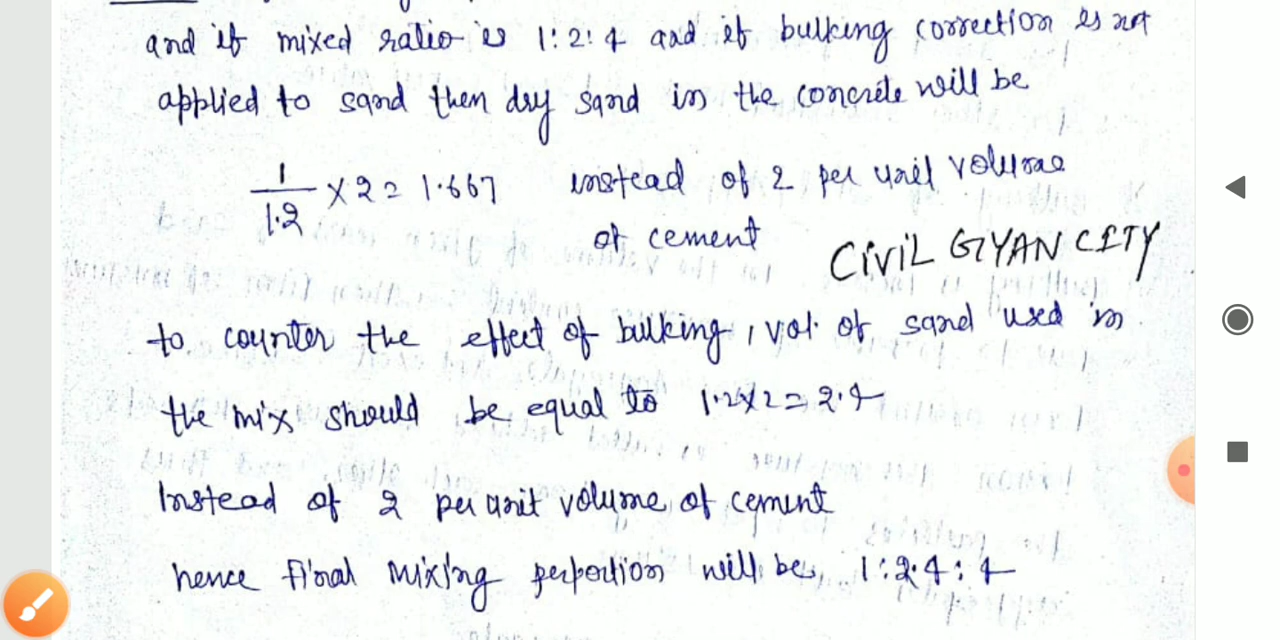 and if mixed ratio is 1:2:4 and if bulking correction is not
applied to sand then dry sand in the concrete will be
1/1.2 × 2 = 1.667 instead of 2 per unit volume
of cement
CIVIL GYAN CITY
to counter the effect of bulking, vol. of sand used in
the mix should be equal to 1.2×2=2.4
Instead of 2 per unit volume of cement
hence final mixing perportion will be, 1:2.4:4